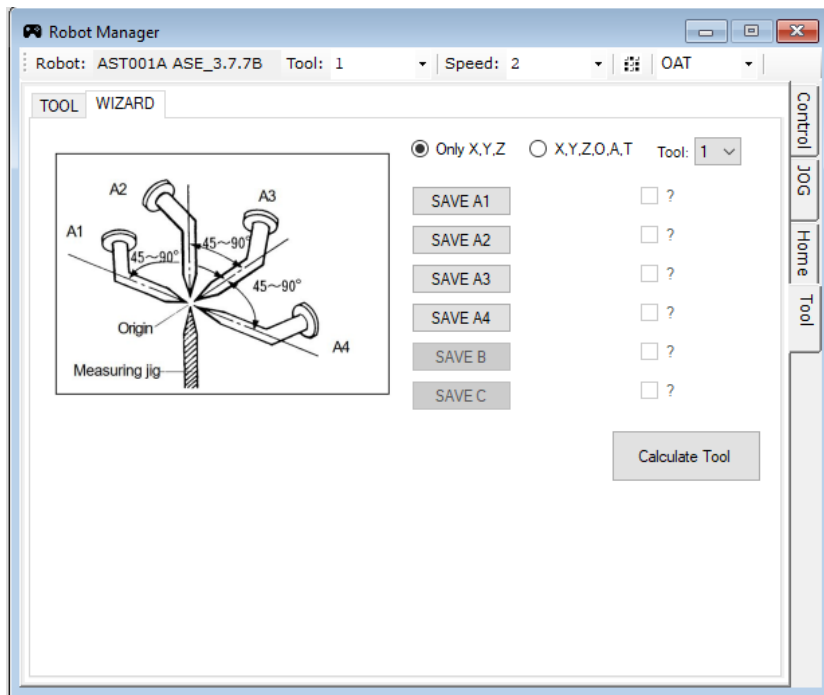 Robot Manager
Robot: AST001A ASE_3.7.7B Tool: 1 Speed: 2 OAT
TOOL WIZARD
Control
JOG
Home
Tool
Only X,Y,Z X,Y,Z,O,A,T Tool: 1
A1
A2
A3
A4
45~90°
45~90°
45~90°
Origin
Measuring jig
SAVE A1 ?
SAVE A2 ?
SAVE A3 ?
SAVE A4 ?
SAVE B ?
SAVE C ?
Calculate Tool